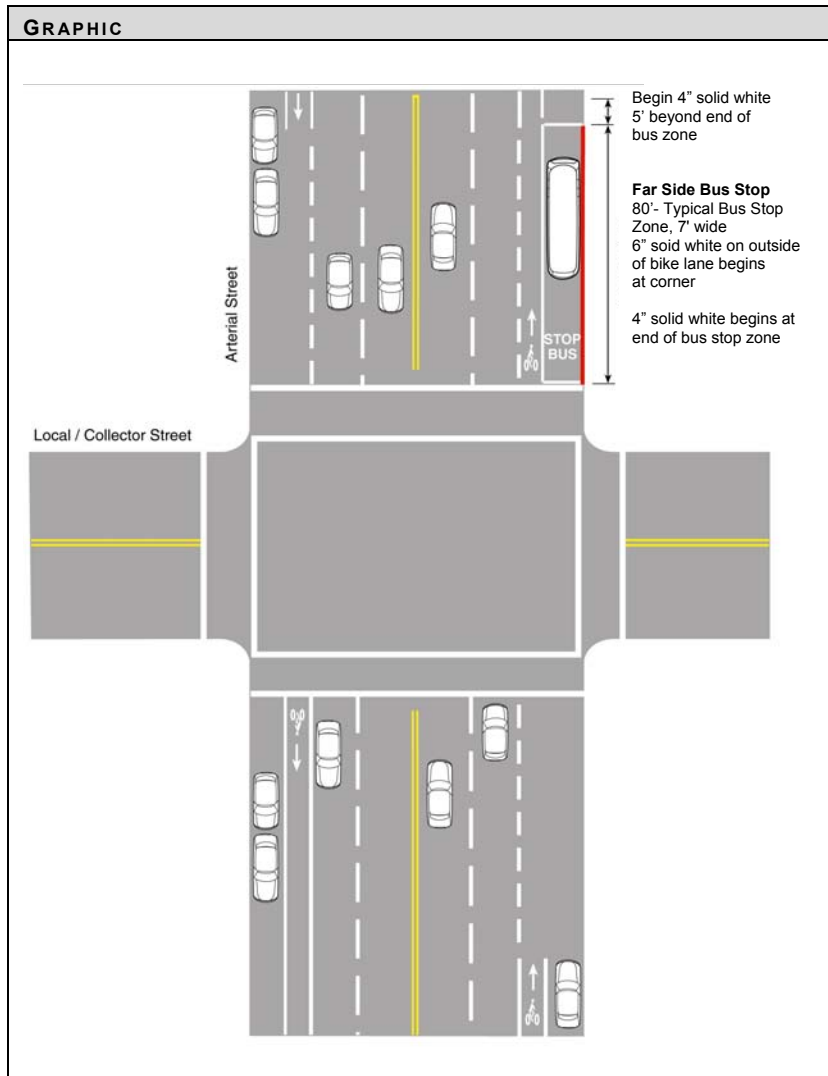 GRAPHIC
Begin 4” solid white
5’ beyond end of
bus zone
Far Side Bus Stop
80’- Typical Bus Stop
Zone, 7' wide
6” soid white on outside
of bike lane begins
at corner
4” solid white begins at
end of bus stop zone
Arterial Street
STOP
BUS
Local / Collector Street